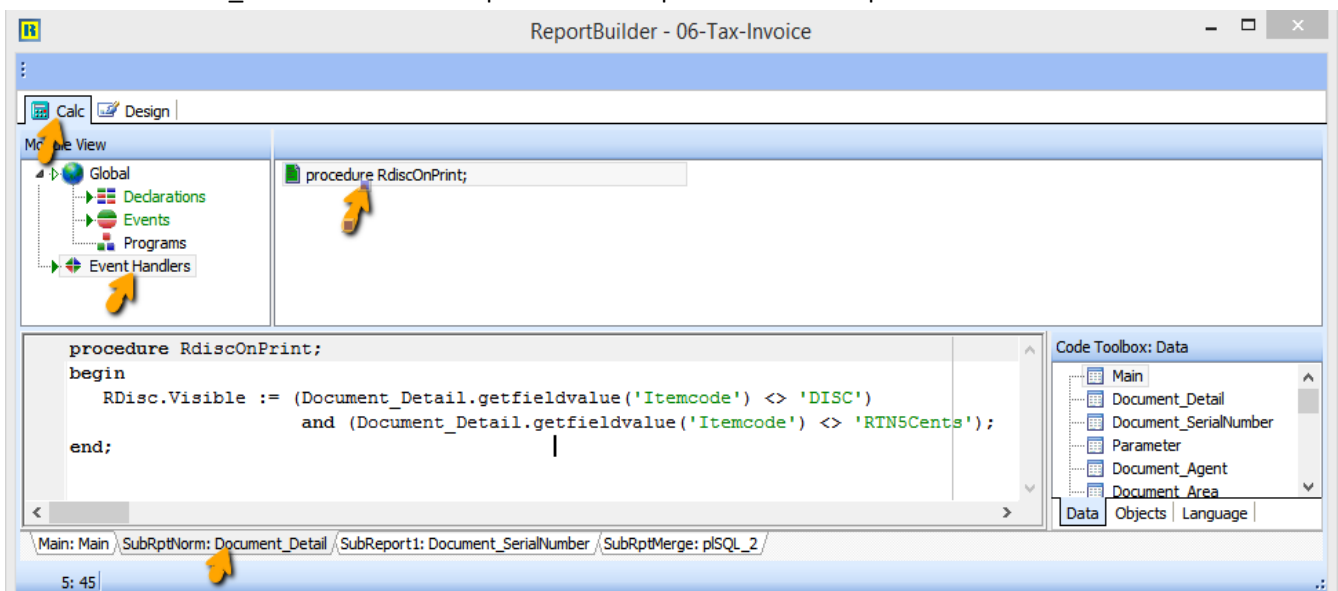 ReportBuilder - 06-Tax-Invoice
Calc Design
Module View
Global
Declarations
Events
Programs
Event Handlers
procedure RdiscOnPrint;
procedure RdiscOnPrint;
begin
RDisc.Visible := (Document_Detail.getfieldvalue('Itemcode') <> 'DISC')
and (Document_Detail.getfieldvalue('Itemcode') <> 'RTN5Cents');
end;
Code Toolbox: Data
Main
Document_Detail
Document_SerialNumber
Parameter
Document_Agent
Document_Area
Data Objects Language
Main: Main SubRptNorm: Document_Detail SubReport1: Document_SerialNumber SubRptMerge: plSQL_2
5: 45